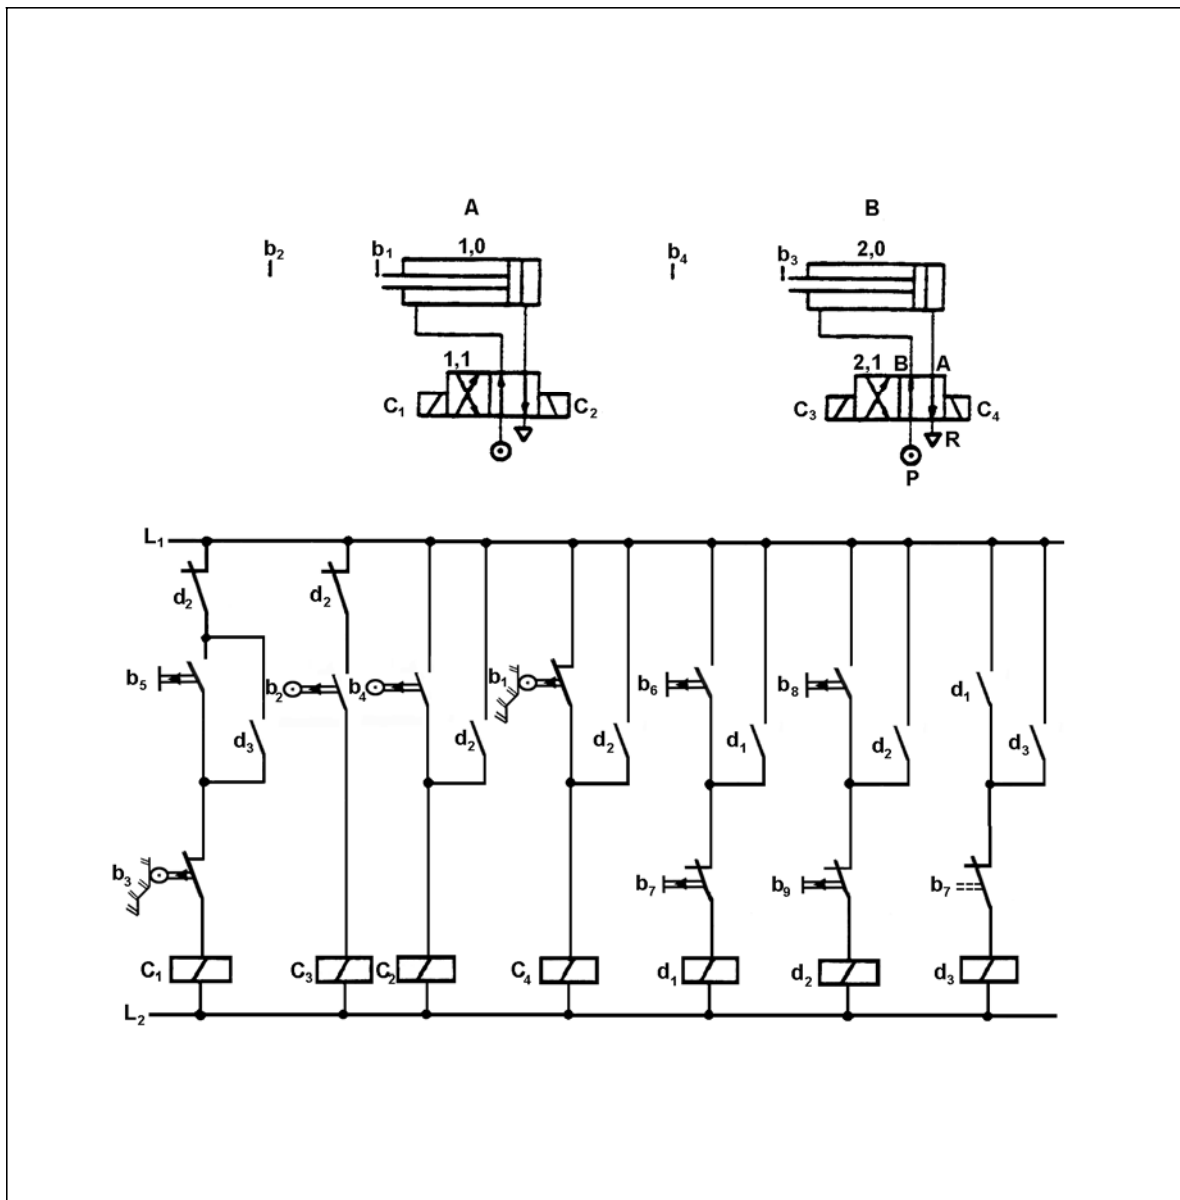 A B
b₂ b₁ 1,0 b₄ b₃ 2,0
1,1 2,1 B A
C₁ C₂ C₃ C₄
R
P
L₁
d₂ d₂
b₅ b₂ b₄ b₁ b₆ b₈ d₁
d₃ d₂ d₂ d₁ d₂ d₃
b₃ b₇ b₉ b₇
C₁ C₃ C₂ C₄ d₁ d₂ d₃
L₂